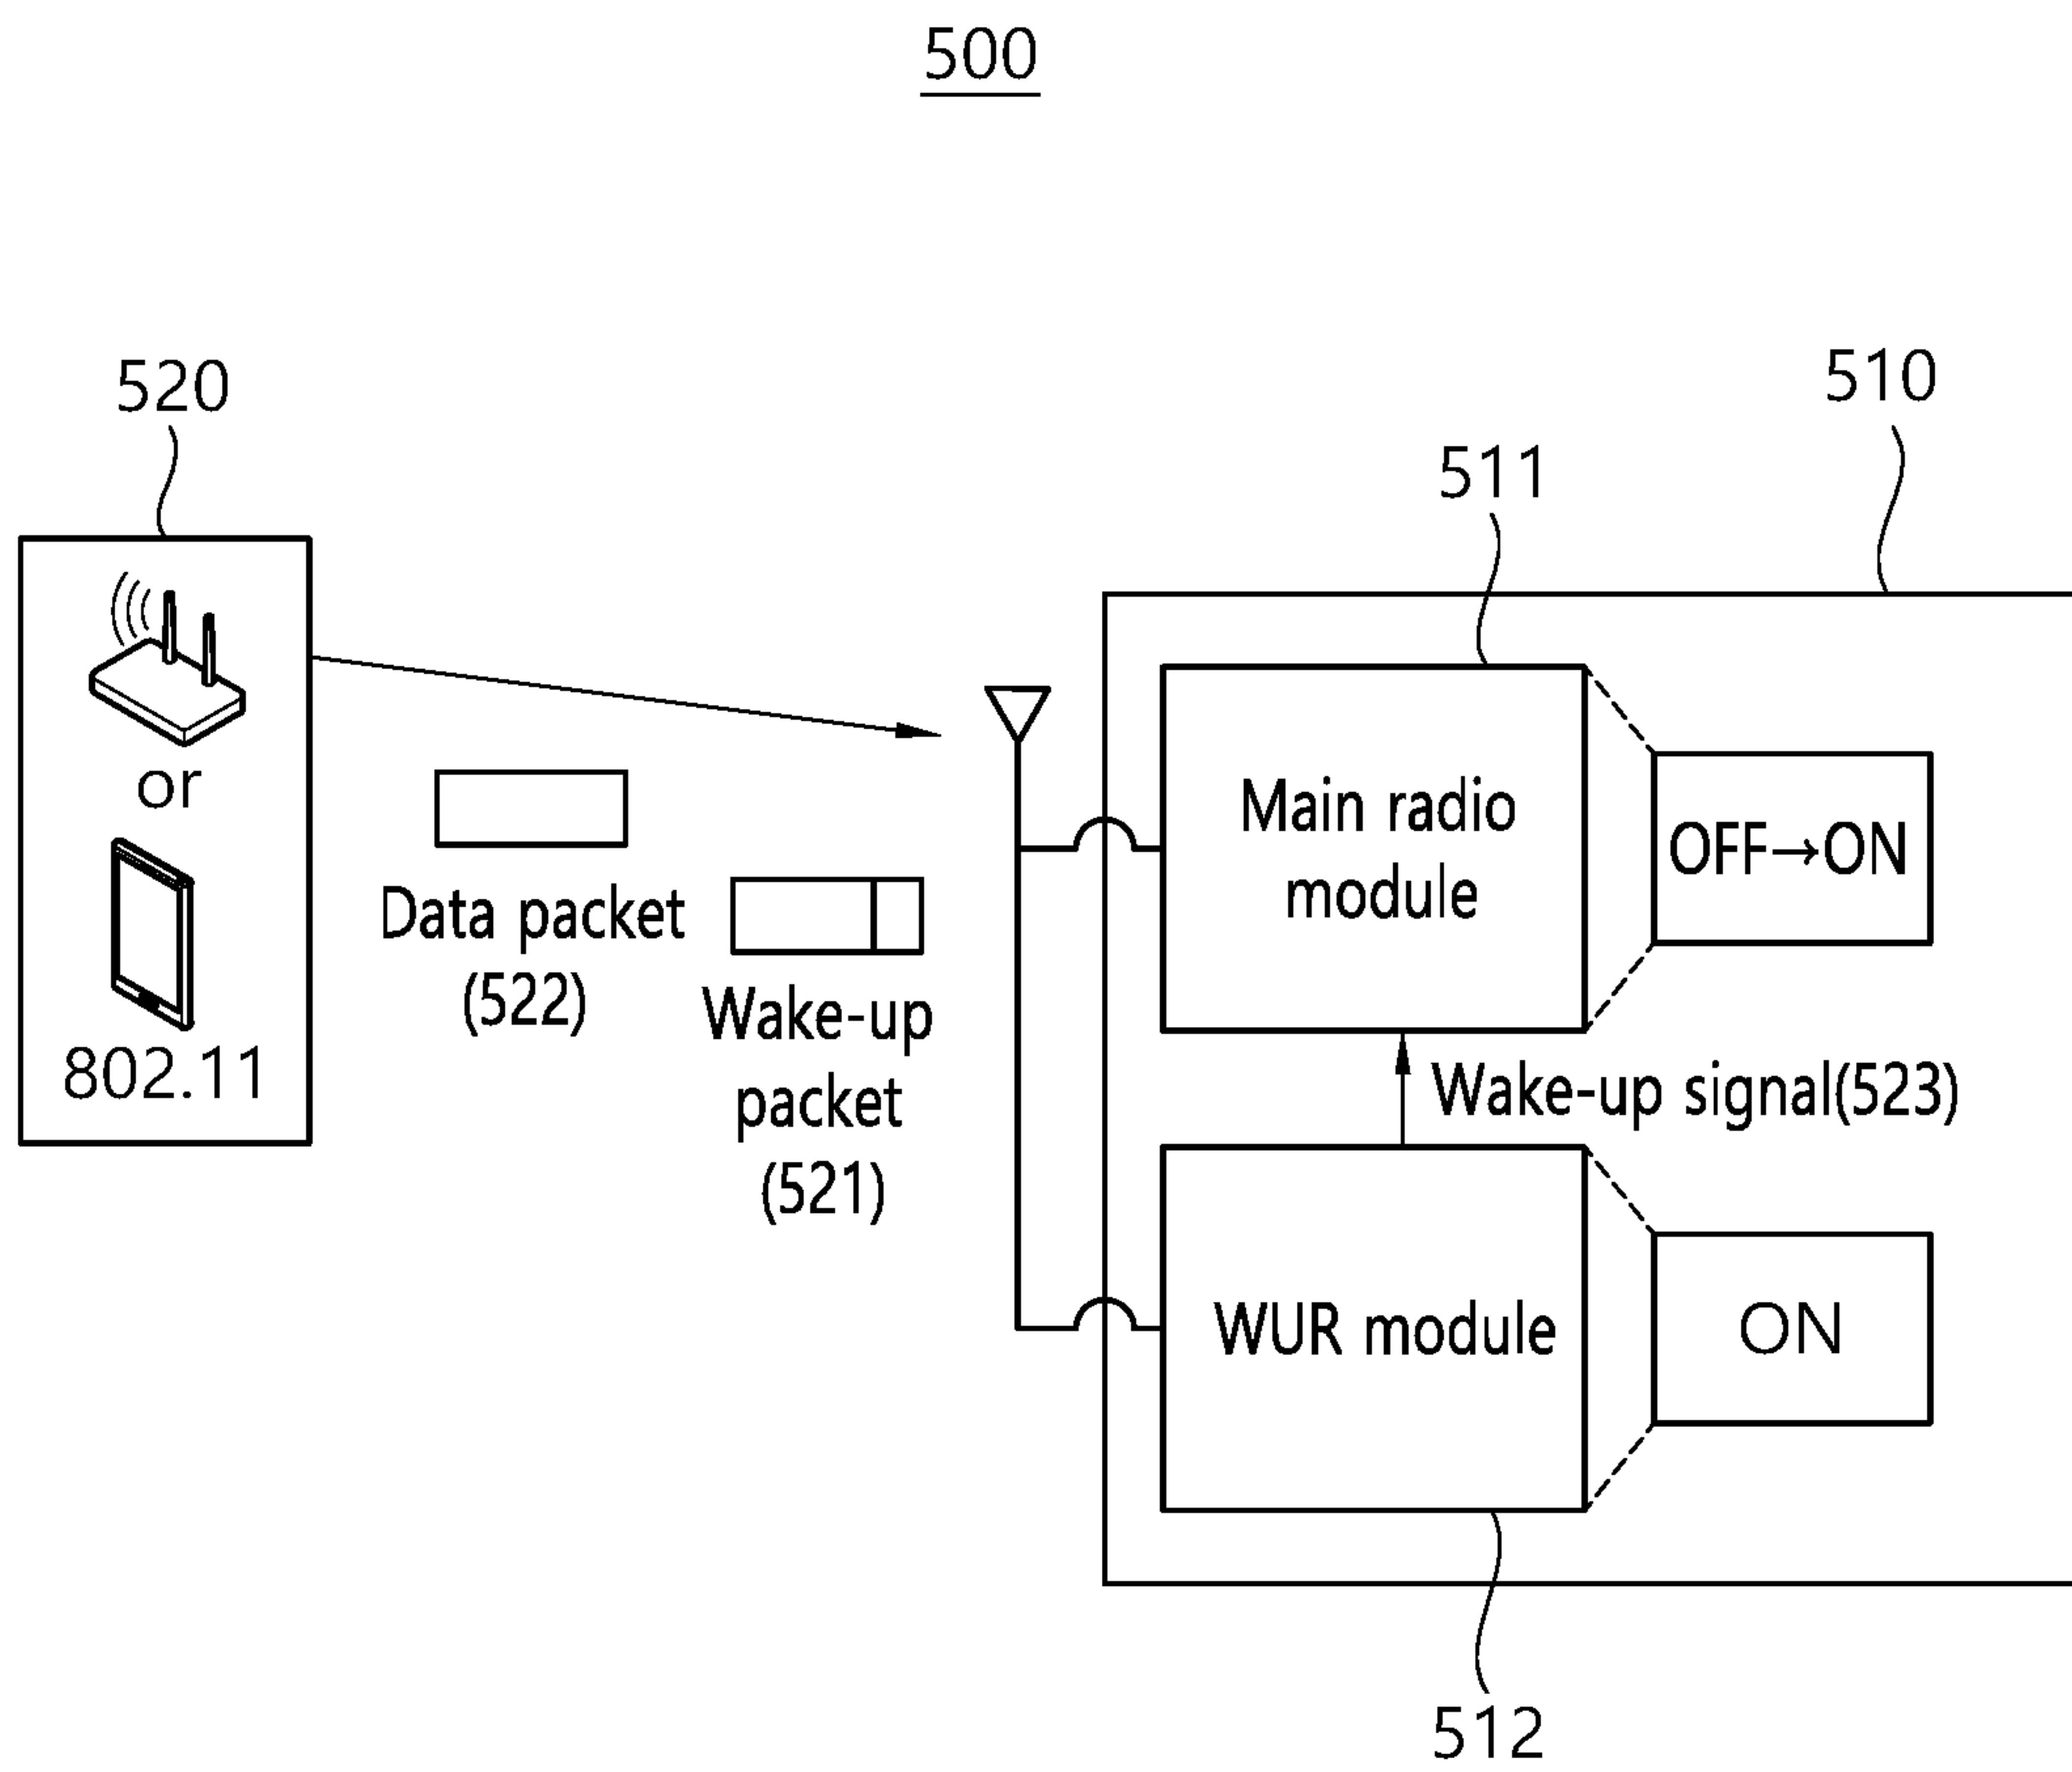 500
520
510
511
or
802.11
Data packet
(522)
Wake-up
packet
(521)
Main radio
module
OFF→ON
Wake-up signal(523)
WUR module
ON
512